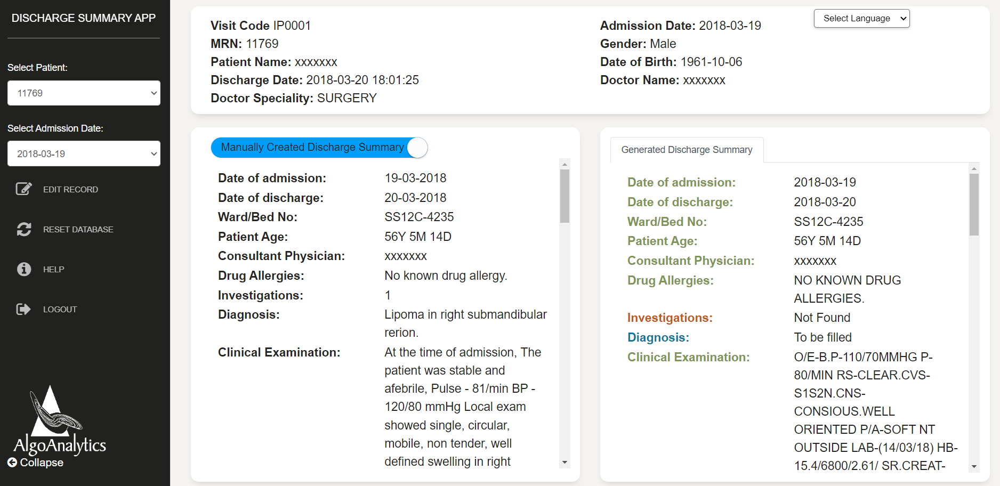 DISCHARGE SUMMARY APP
Select Patient:
11769
Select Admission Date:
2018-03-19
EDIT RECORD
RESET DATABASE
HELP
LOGOUT
AlgoAnalytics
Collapse
Visit Code IP0001
MRN: 11769
Patient Name: xxxxxxx
Discharge Date: 2018-03-20 18:01:25
Doctor Speciality: SURGERY
Admission Date: 2018-03-19
Gender: Male
Date of Birth: 1961-10-06
Doctor Name: xxxxxxx
Select Language
Manually Created Discharge Summary
Date of admission: 19-03-2018
Date of discharge: 20-03-2018
Ward/Bed No: SS12C-4235
Patient Age: 56Y 5M 14D
Consultant Physician: xxxxxxx
Drug Allergies: No known drug allergy.
Investigations: 1
Diagnosis: Lipoma in right submandibular
rerion.
Clinical Examination: At the time of admission, The
patient was stable and
afebrile, Pulse - 81/min BP -
120/80 mmHg Local exam
showed single, circular,
mobile, non tender, well
defined swelling in right
Generated Discharge Summary
Date of admission: 2018-03-19
Date of discharge: 2018-03-20
Ward/Bed No: SS12C-4235
Patient Age: 56Y 5M 14D
Consultant Physician: xxxxxxx
Drug Allergies: NO KNOWN DRUG
ALLERGIES.
Investigations: Not Found
Diagnosis: To be filled
Clinical Examination: O/E-B.P-110/70MMHG P-
80/MIN RS-CLEAR.CVS-
S1S2N.CNS-
CONSIOUS.WELL
ORIENTED P/A-SOFT NT
OUTSIDE LAB-(14/03/18) HB-
15.4/6800/2.61/ SR.CREAT-